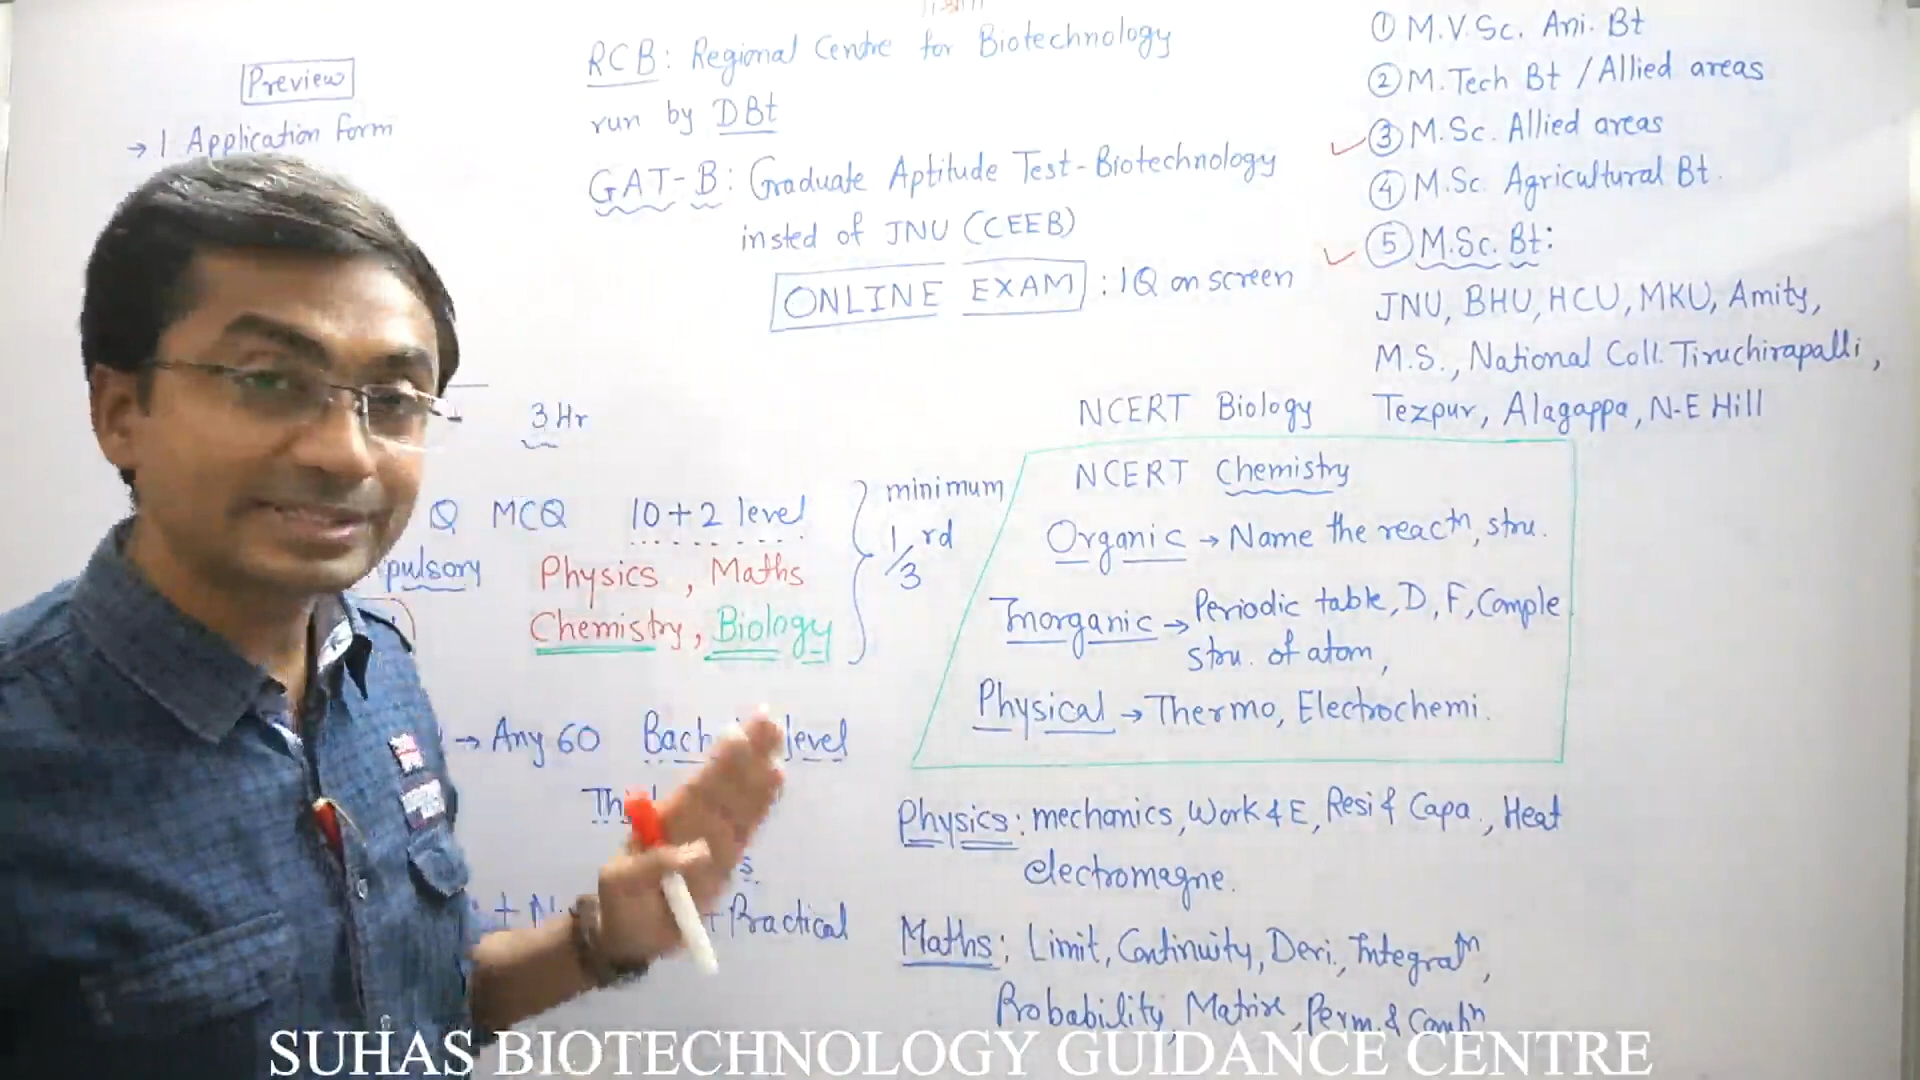 Preview
→ 1 Application form
RCB: Regional Centre for Biotechnology
run by DBt
GAT-B: Graduate Aptitude Test-Biotechnology
insted of JNU (CEEB)
ONLINE EXAM : 1Q on screen
① M.V.Sc. Ani. Bt
② M.Tech Bt / Allied areas
③ M.Sc. Allied areas
④ M.Sc. Agricultural Bt.
⑤ M.Sc. Bt:
JNU, BHU, HCU, MKU, Amity,
M.S., National Coll. Tiruchirapalli,
Tezpur, Alagappa, N-E Hill
3 Hr
Q MCQ 10+2 level
pulsory Physics, Maths
Chemistry, Biology
minimum
1/3 rd
→ Any 60 level
+ Practical
NCERT Biology
NCERT Chemistry
Organic → Name the reactn, stru.
Inorganic → Periodic table, D, F, Comple
stru. of atom,
Physical → Thermo, Electrochemi.
Physics: mechanics, Work & E, Resi & Capa., Heat
electromagne.
Maths: Limit, Continuity, Deri., Integratn,
Probability, Matrix, Perm. & Combn
SUHAS BIOTECHNOLOGY GUIDANCE CENTRE